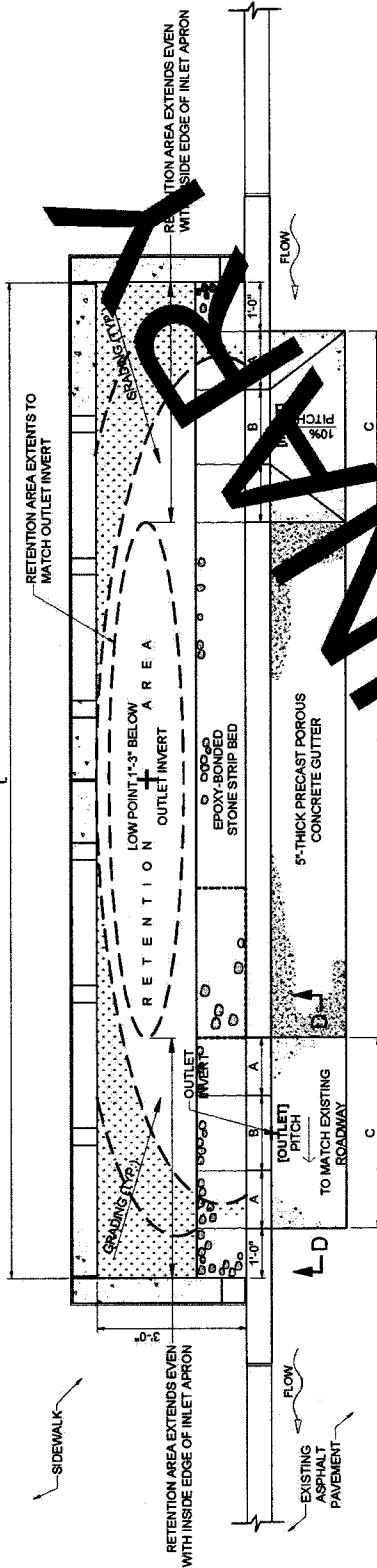 L
SIDEWALK
RETENTION AREA EXTENTS TO
MATCH OUTLET INVERT
RETENTION AREA EXTENDS EVEN
WITH INSIDE EDGE OF INLET APRON
3'-0"
GRADING (TYP.)
GRADING (TYP.)
LOW POINT 1"-3" BELOW
OUTLET INVERT
RETENTION AREA
RETENTION AREA EXTENDS EVEN
WITH INSIDE EDGE OF INLET APRON
OUTLET
INVERT
EPOXY-BONDED
STONE STRIP BED
1'-0"
A
B
A
B
A
1'-0"
FLOW
FLOW
EXISTING
ASPHALT
PAVEMENT
D
[OUTLET]
PITCH
TO MATCH EXISTING
ROADWAY
D
5"-THICK PRECAST POROUS
CONCRETE GUTTER
10%
PITCH
C
C